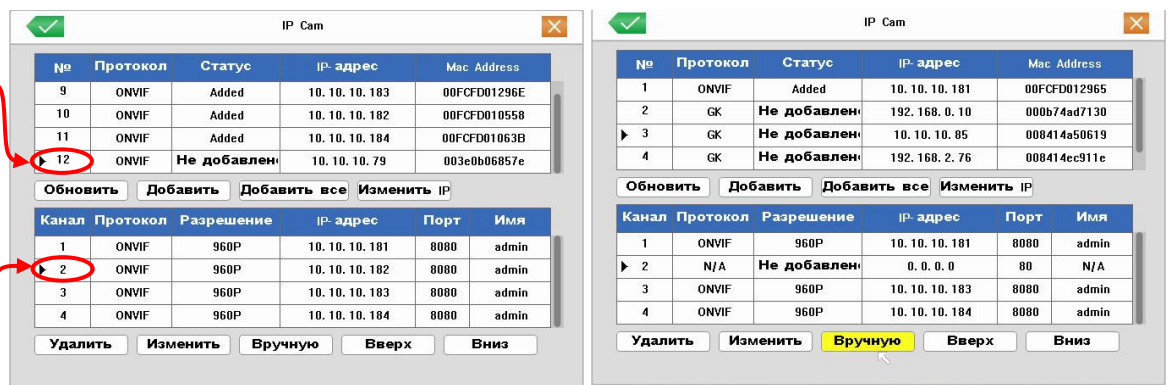 IP Cam
№ Протокол Статус IP-адрес Mac Address
9 ONVIF Added 10.10.10.183 00FCFD01296E
10 ONVIF Added 10.10.10.182 00FCFD010558
11 ONVIF Added 10.10.10.184 00FCFD01063B
12 ONVIF Не добавлен 10.10.10.79 003e0b06857e
Обновить Добавить Добавить все Изменить IP
Канал Протокол Разрешение IP-адрес Порт Имя
1 ONVIF 960P 10.10.10.181 8080 admin
2 ONVIF 960P 10.10.10.182 8080 admin
3 ONVIF 960P 10.10.10.183 8080 admin
4 ONVIF 960P 10.10.10.184 8080 admin
Удалить Изменить Вручную Вверх Вниз
IP Cam
№ Протокол Статус IP-адрес Mac Address
1 ONVIF Added 10.10.10.181 00FCFD012965
2 GK Не добавлен 192.168.0.10 000b74ad7130
3 GK Не добавлен 10.10.10.85 008414a50619
4 GK Не добавлен 192.168.2.76 008414ec911e
Обновить Добавить Добавить все Изменить IP
Канал Протокол Разрешение IP-адрес Порт Имя
1 ONVIF 960P 10.10.10.181 8080 admin
2 N/A Не добавлен 0.0.0.0 80 N/A
3 ONVIF 960P 10.10.10.183 8080 admin
4 ONVIF 960P 10.10.10.184 8080 admin
Удалить Изменить Вручную Вверх Вниз